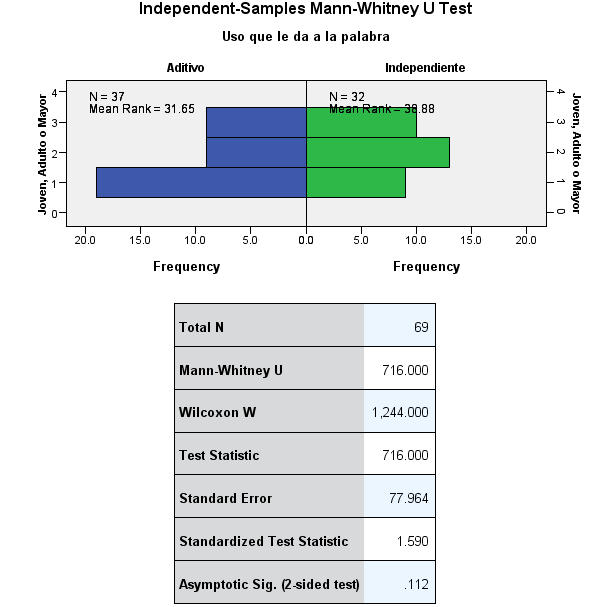 Independent-Samples Mann-Whitney U Test
Uso que le da a la palabra
Aditivo Independiente
N = 37 N = 32
Mean Rank = 31.65 Mean Rank = 38.88
Joven, Adulto o Mayor
4
3
2
1
0
Joven, Adulto o Mayor
4
3
2
1
0
20.0 15.0 10.0 5.0 0.0 0.0 5.0 10.0 15.0 20.0
Frequency Frequency
Total N 69
Mann-Whitney U 716.000
Wilcoxon W 1,244.000
Test Statistic 716.000
Standard Error 77.964
Standardized Test Statistic 1.590
Asymptotic Sig. (2-sided test) .112